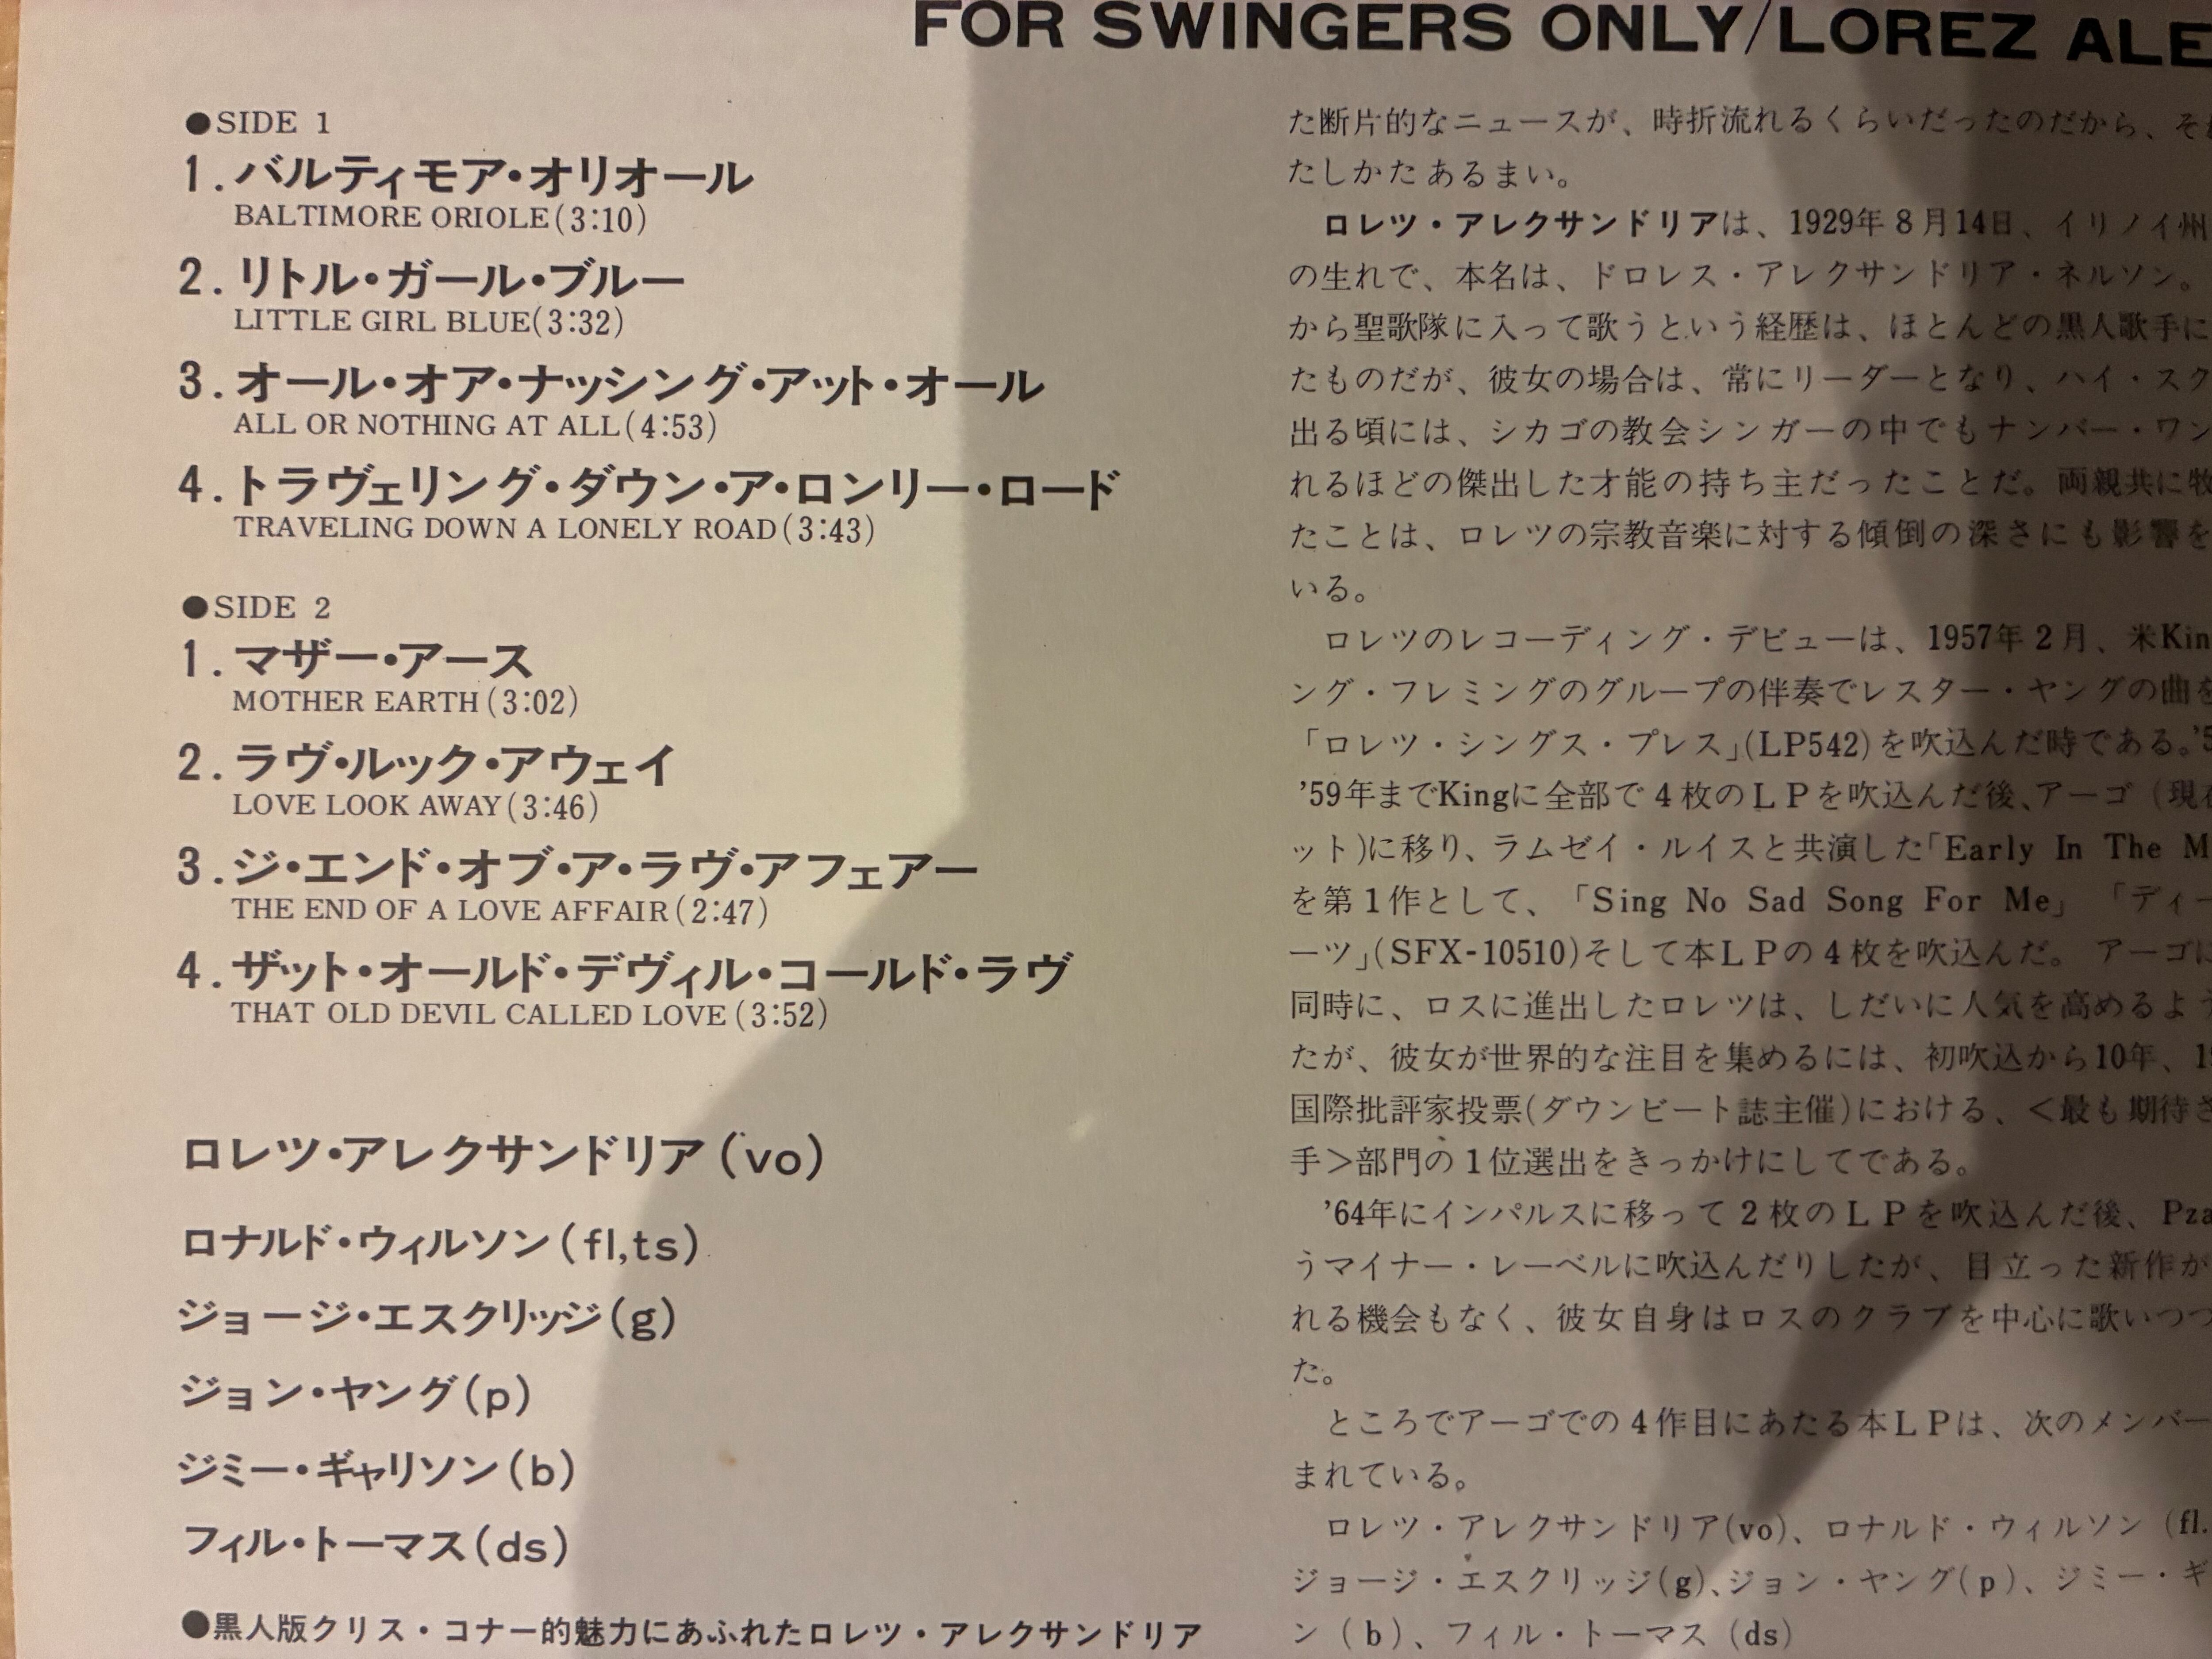 FOR SWINGERS ONLY/LOREZ ALE
●SIDE 1
1.バルティモア・オリオール
BALTIMORE ORIOLE(3:10)
2.リトル・ガール・ブルー
LITTLE GIRL BLUE(3:32)
3.オール・オア・ナッシング・アット・オール
ALL OR NOTHING AT ALL(4:53)
4.トラヴェリング・ダウン・ア・ロンリー・ロード
TRAVELING DOWN A LONELY ROAD(3:43)
●SIDE 2
1.マザー・アース
MOTHER EARTH(3:02)
2.ラヴ・ルック・アウェイ
LOVE LOOK AWAY(3:46)
3.ジ・エンド・オブ・ア・ラヴ・アフェアー
THE END OF A LOVE AFFAIR(2:47)
4.ザット・オールド・デヴィル・コールド・ラヴ
THAT OLD DEVIL CALLED LOVE(3:52)
ロレツ・アレクサンドリア(vo)
ロナルド・ウィルソン(fl,ts)
ジョージ・エスクリッジ(g)
ジョン・ヤング(p)
ジミー・ギャリソン(b)
フィル・トーマス(ds)
●黒人版クリス・コナー的魅力にあふれたロレツ・アレクサンドリア
た断片的なニュースが、時折流れるくらいだったのだから、それ
たしかたあるまい。
ロレツ・アレクサンドリアは、1929年8月14日、イリノイ州
の生れで、本名は、ドロレス・アレクサンドリア・ネルソン。
から聖歌隊に入って歌うという経歴は、ほとんどの黒人歌手に
たものだが、彼女の場合は、常にリーダーとなり、ハイ・スク
出る頃には、シカゴの教会シンガーの中でもナンバー・ワン
れるほどの傑出した才能の持ち主だったことだ。両親共に牧
たことは、ロレツの宗教音楽に対する傾倒の深さにも影響を
いる。
ロレツのレコーディング・デビューは、1957年2月、米Kin
ング・フレミングのグループの伴奏でレスター・ヤングの曲を
「ロレツ・シングス・プレス」(LP542)を吹込んだ時である。'5
'59年までKingに全部で4枚のLPを吹込んだ後、アーゴ(現在
ット)に移り、ラムゼイ・ルイスと共演した「Early In The M
を第1作として、「Sing No Sad Song For Me」「ディー
ーツ」(SFX-10510)そして本LPの4枚を吹込んだ。アーゴに
同時に、ロスに進出したロレツは、しだいに人気を高めるよう
たが、彼女が世界的な注目を集めるには、初吹込から10年、19
国際批評家投票(ダウンビート誌主催)における、<最も期待さ
手>部門の1位選出をきっかけにしてである。
'64年にインパルスに移って2枚のLPを吹込んだ後、Pza
うマイナー・レーベルに吹込んだりしたが、目立った新作が
れる機会もなく、彼女自身はロスのクラブを中心に歌いつつ
た。
ところでアーゴでの4作目にあたる本LPは、次のメンバー
まれている。
ロレツ・アレクサンドリア(vo)、ロナルド・ウィルソン(fl.
ジョージ・エスクリッジ(g)、ジョン・ヤング(p)、ジミー・ギ
ン(b)、フィル・トーマス(ds)